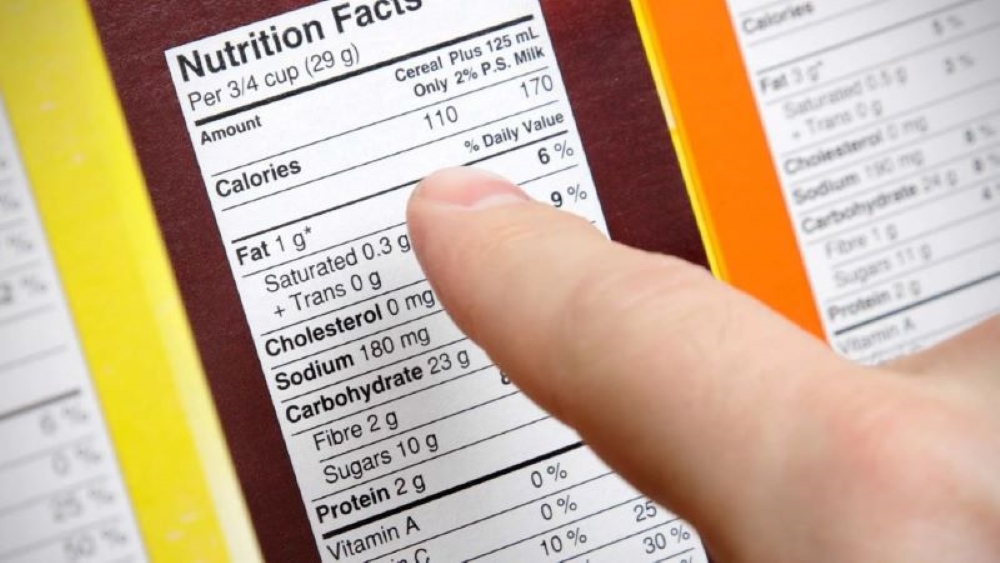 Nutrition Facts
Per 3/4 cup (29 g)
Cereal Plus 125 mL
Amount Only 2% P.S. Milk
Calories 110 170
% Daily Value
Fat 1 g* 6 %
Saturated 0.3 g 9 %
+ Trans 0 g
Cholesterol 0 mg
Sodium 180 mg
Carbohydrate 23 g
Fibre 2 g
Sugars 10 g
Protein 2 g
Vitamin A 0 %
C 0 % 25
10 % 30 %
Calories
Fat 3 g*
Saturated 0.5 g
+ Trans 0 g
Cholesterol 0 mg
Sodium 190 mg
Carbohydrate 24 g
Fibre 1 g
Sugars 11 g
Protein 2 g
Vitamin A
6 %
0 %
25 %
50 %